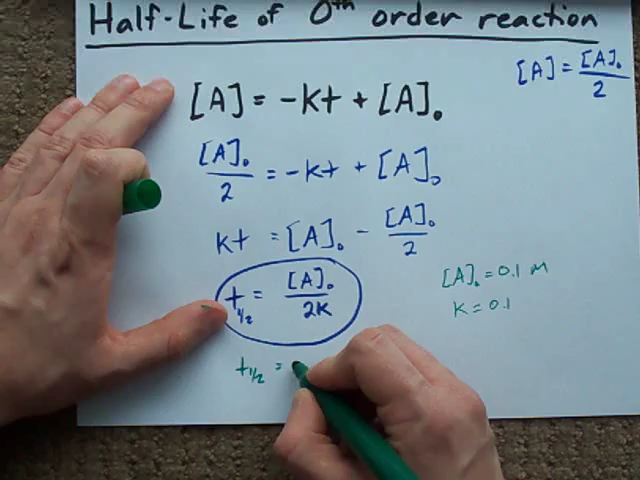 Half-Life of 0th order reaction
[A] = [A]₀/2
[A] = -kt + [A]₀
[A]₀/2 = -kt + [A]₀
kt = [A]₀ - [A]₀/2
t₁/₂ = [A]₀/2k
[A]₀ = 0.1 M
k = 0.1
t₁/₂ =